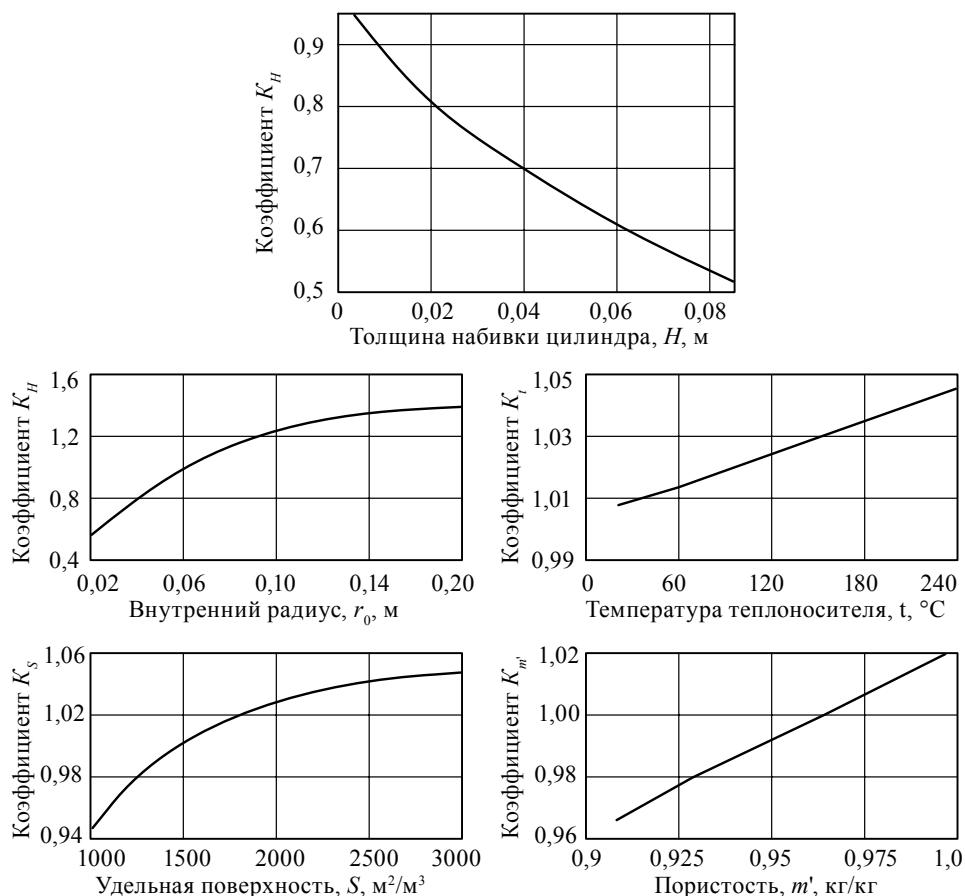 Коэффициент K_H
0,9
0,8
0,7
0,6
0,5
0 0,02 0,04 0,06 0,08
Толщина набивки цилиндра, H, м
Коэффициент K_H
1,6
1,2
0,8
0,4
0,02 0,06 0,10 0,14 0,20
Внутренний радиус, r₀, м
Коэффициент K_t
1,05
1,03
1,01
0,99
0 60 120 180 240
Температура теплоносителя, t, °C
Коэффициент K_S
1,06
1,02
0,98
0,94
1000 1500 2000 2500 3000
Удельная поверхность, S, м²/м³
Коэффициент K_m'
1,02
1,00
0,98
0,96
0,9 0,925 0,95 0,975 1,0
Пористость, m', кг/кг